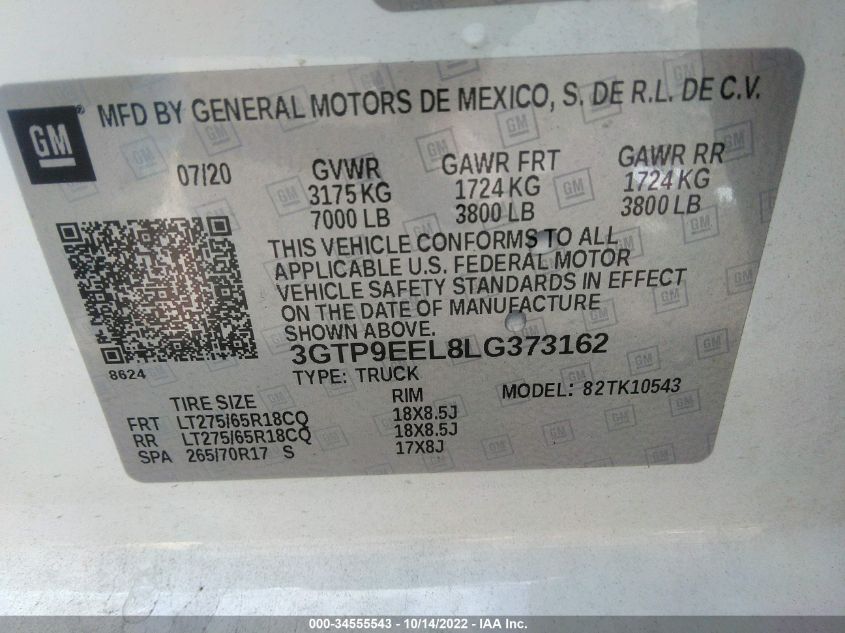 GM
MFD BY GENERAL MOTORS DE MEXICO, S. DE R.L. DE C.V.
07/20 GVWR GAWR FRT GAWR RR
3175 KG 1724 KG 1724 KG
7000 LB 3800 LB 3800 LB
THIS VEHICLE CONFORMS TO ALL
APPLICABLE U.S. FEDERAL MOTOR
VEHICLE SAFETY STANDARDS IN EFFECT
ON THE DATE OF MANUFACTURE
SHOWN ABOVE.
3GTP9EEL8LG373162
8624
TYPE: TRUCK MODEL: 82TK10543
TIRE SIZE RIM
FRT LT275/65R18CQ 18X8.5J
RR LT275/65R18CQ 18X8.5J
SPA 265/70R17 S 17X8J
000-34555543 - 10/14/2022 - IAA Inc.